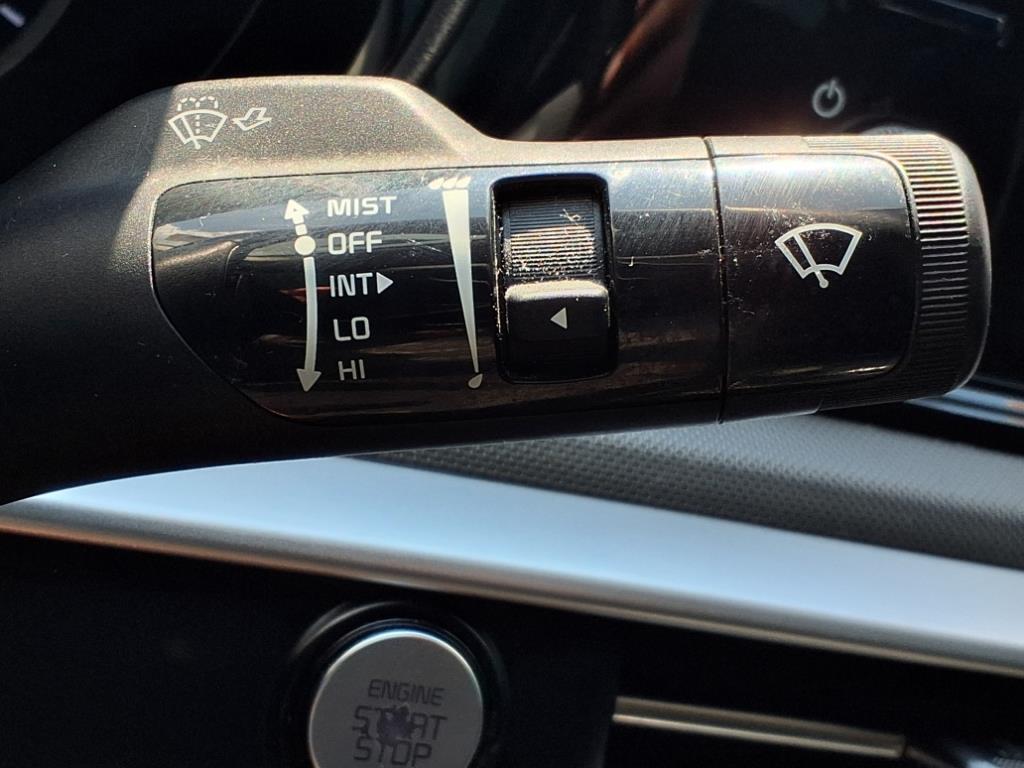 MIST
OFF
INT
LO
HI
ENGINE
START
STOP